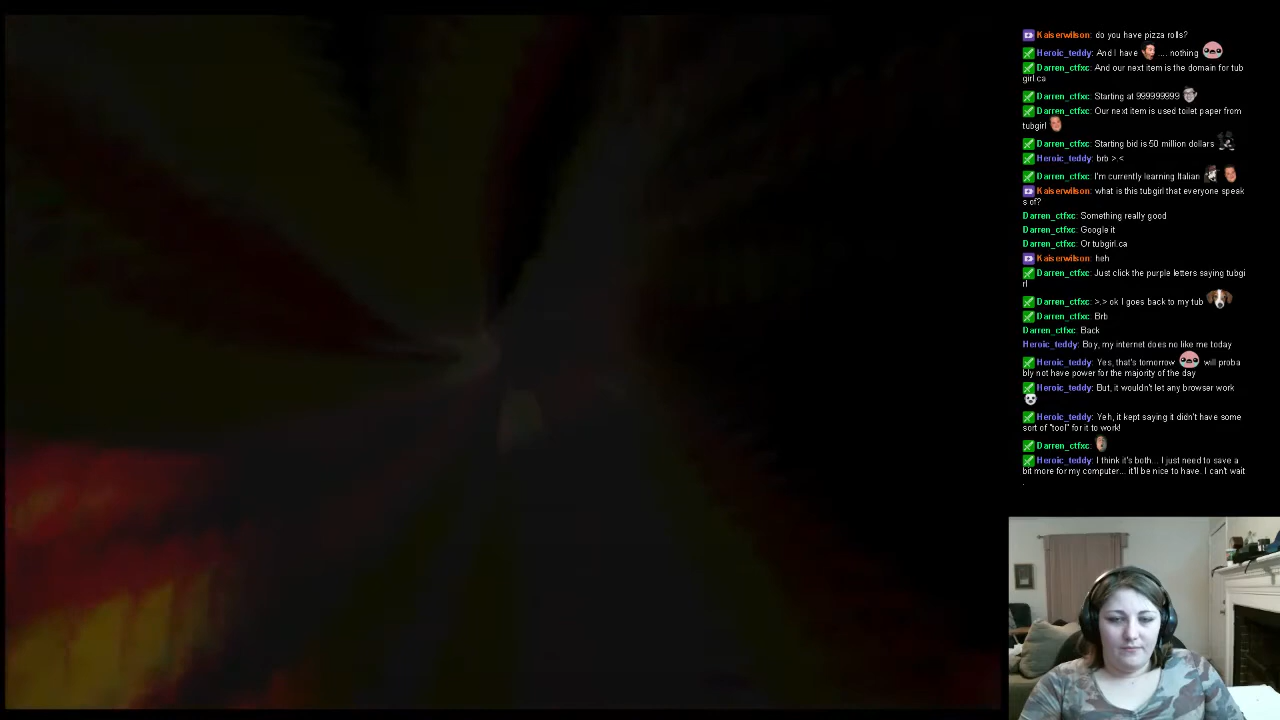 Kaiserwilson: do you have pizza rolls?
Heroic_teddy: And I have ... nothing
Darren_ctfxc: And our next item is the domain for tub
girl ca
Darren_ctfxc: Starting at 999999999
Darren_ctfxc: Our next item is used toilet paper from
tubgirl
Darren_ctfxc: Starting bid is 50 million dollars
Heroic_teddy: brb >.<
Darren_ctfxc: I'm currently learning Italian
Kaiserwilson: what is this tubgirl that everyone speak
s of?
Darren_ctfxc: Something really good
Darren_ctfxc: Google it
Darren_ctfxc: Or tubgirl.ca
Kaiserwilson: heh
Darren_ctfxc: Just click the purple letters saying tubgi
rl
Darren_ctfxc: >.> ok I goes back to my tub
Darren_ctfxc: Brb
Darren_ctfxc: Back
Heroic_teddy: Boy, my internet does no like me today
Heroic_teddy: Yes, that's tomorrow will proba
bly not have power for the majority of the day
Heroic_teddy: But, it wouldn't let any browser work
Heroic_teddy: Yeh, it kept saying it didn't have some
sort of "tool" for it to work!
Darren_ctfxc:
Heroic_teddy: I think it's both... I just need to save a
bit more for my computer... it'll be nice to have. I can't wait
.